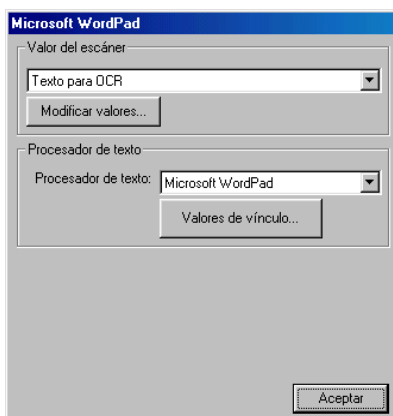 Microsoft WordPad
Valor del escáner
Texto para OCR
Modificar valores...
Procesador de texto
Procesador de texto: Microsoft WordPad
Valores de vínculo...
Aceptar